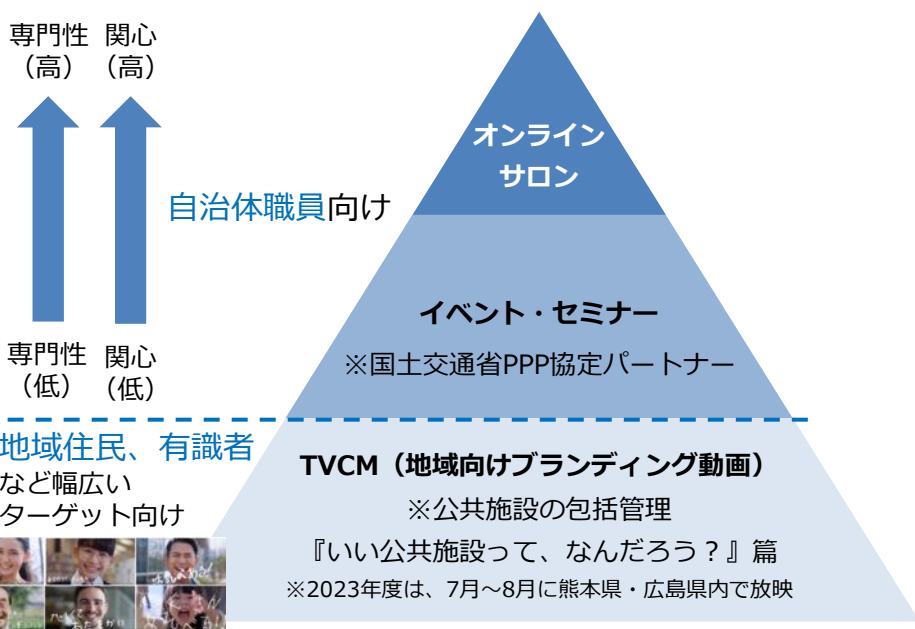 専門性 関心
（高） （高）
オンライン
サロン
自治体職員向け
イベント・セミナー
※国土交通省PPP協定パートナー
専門性 関心
（低） （低）
地域住民、有識者
など幅広い
ターゲット向け
TVCM（地域向けブランディング動画）
※公共施設の包括管理
『いい公共施設って、なんだろう？』篇
※2023年度は、7月～8月に熊本県・広島県内で放映